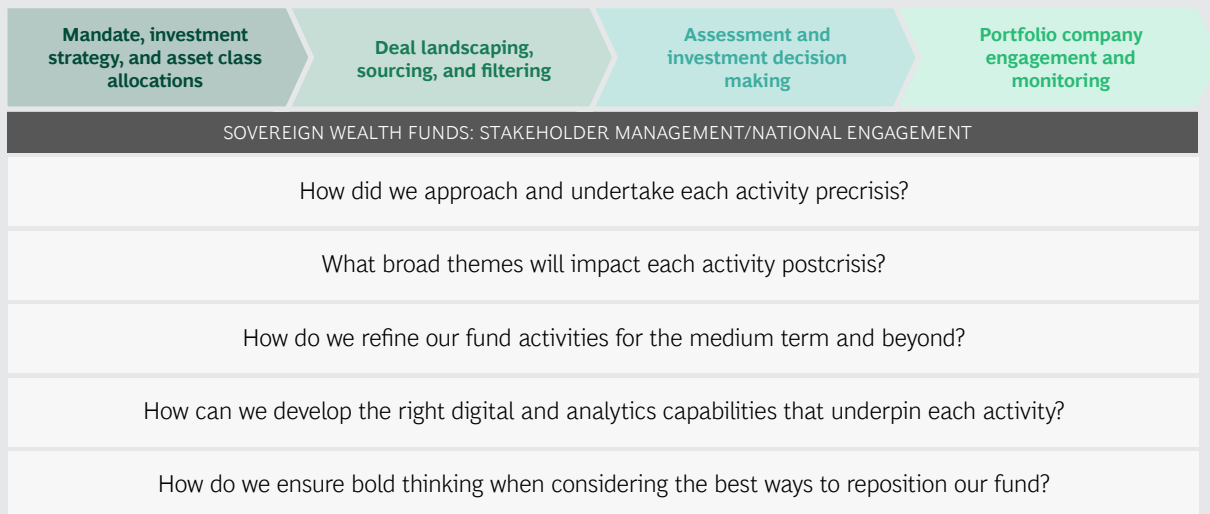 Mandate, investment
strategy, and asset class
allocations
Deal landscaping,
sourcing, and filtering
Assessment and
investment decision
making
Portfolio company
engagement and
monitoring
SOVEREIGN WEALTH FUNDS: STAKEHOLDER MANAGEMENT/NATIONAL ENGAGEMENT
How did we approach and undertake each activity precrisis?
What broad themes will impact each activity postcrisis?
How do we refine our fund activities for the medium term and beyond?
How can we develop the right digital and analytics capabilities that underpin each activity?
How do we ensure bold thinking when considering the best ways to reposition our fund?